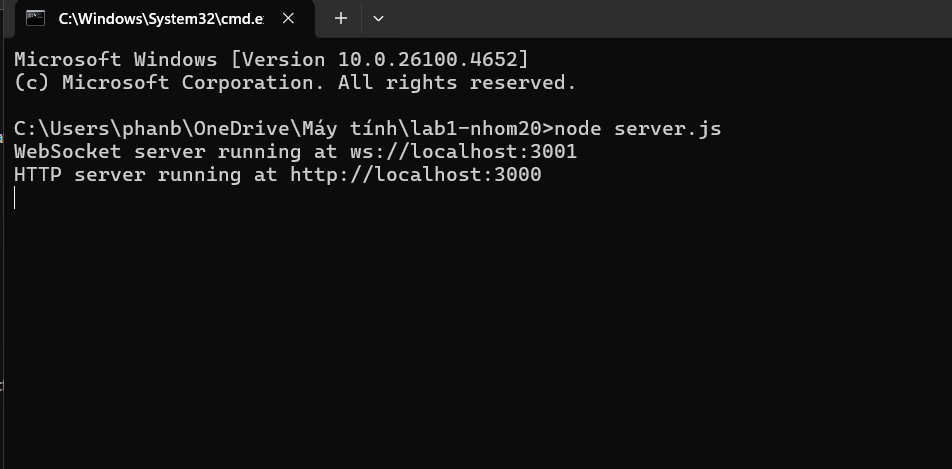 C:\Windows\System32\cmd.e
Microsoft Windows [Version 10.0.26100.4652]
(c) Microsoft Corporation. All rights reserved.
C:\Users\phanb\OneDrive\Máy tính\lab1-nhom20>node server.js
WebSocket server running at ws://localhost:3001
HTTP server running at http://localhost:3000